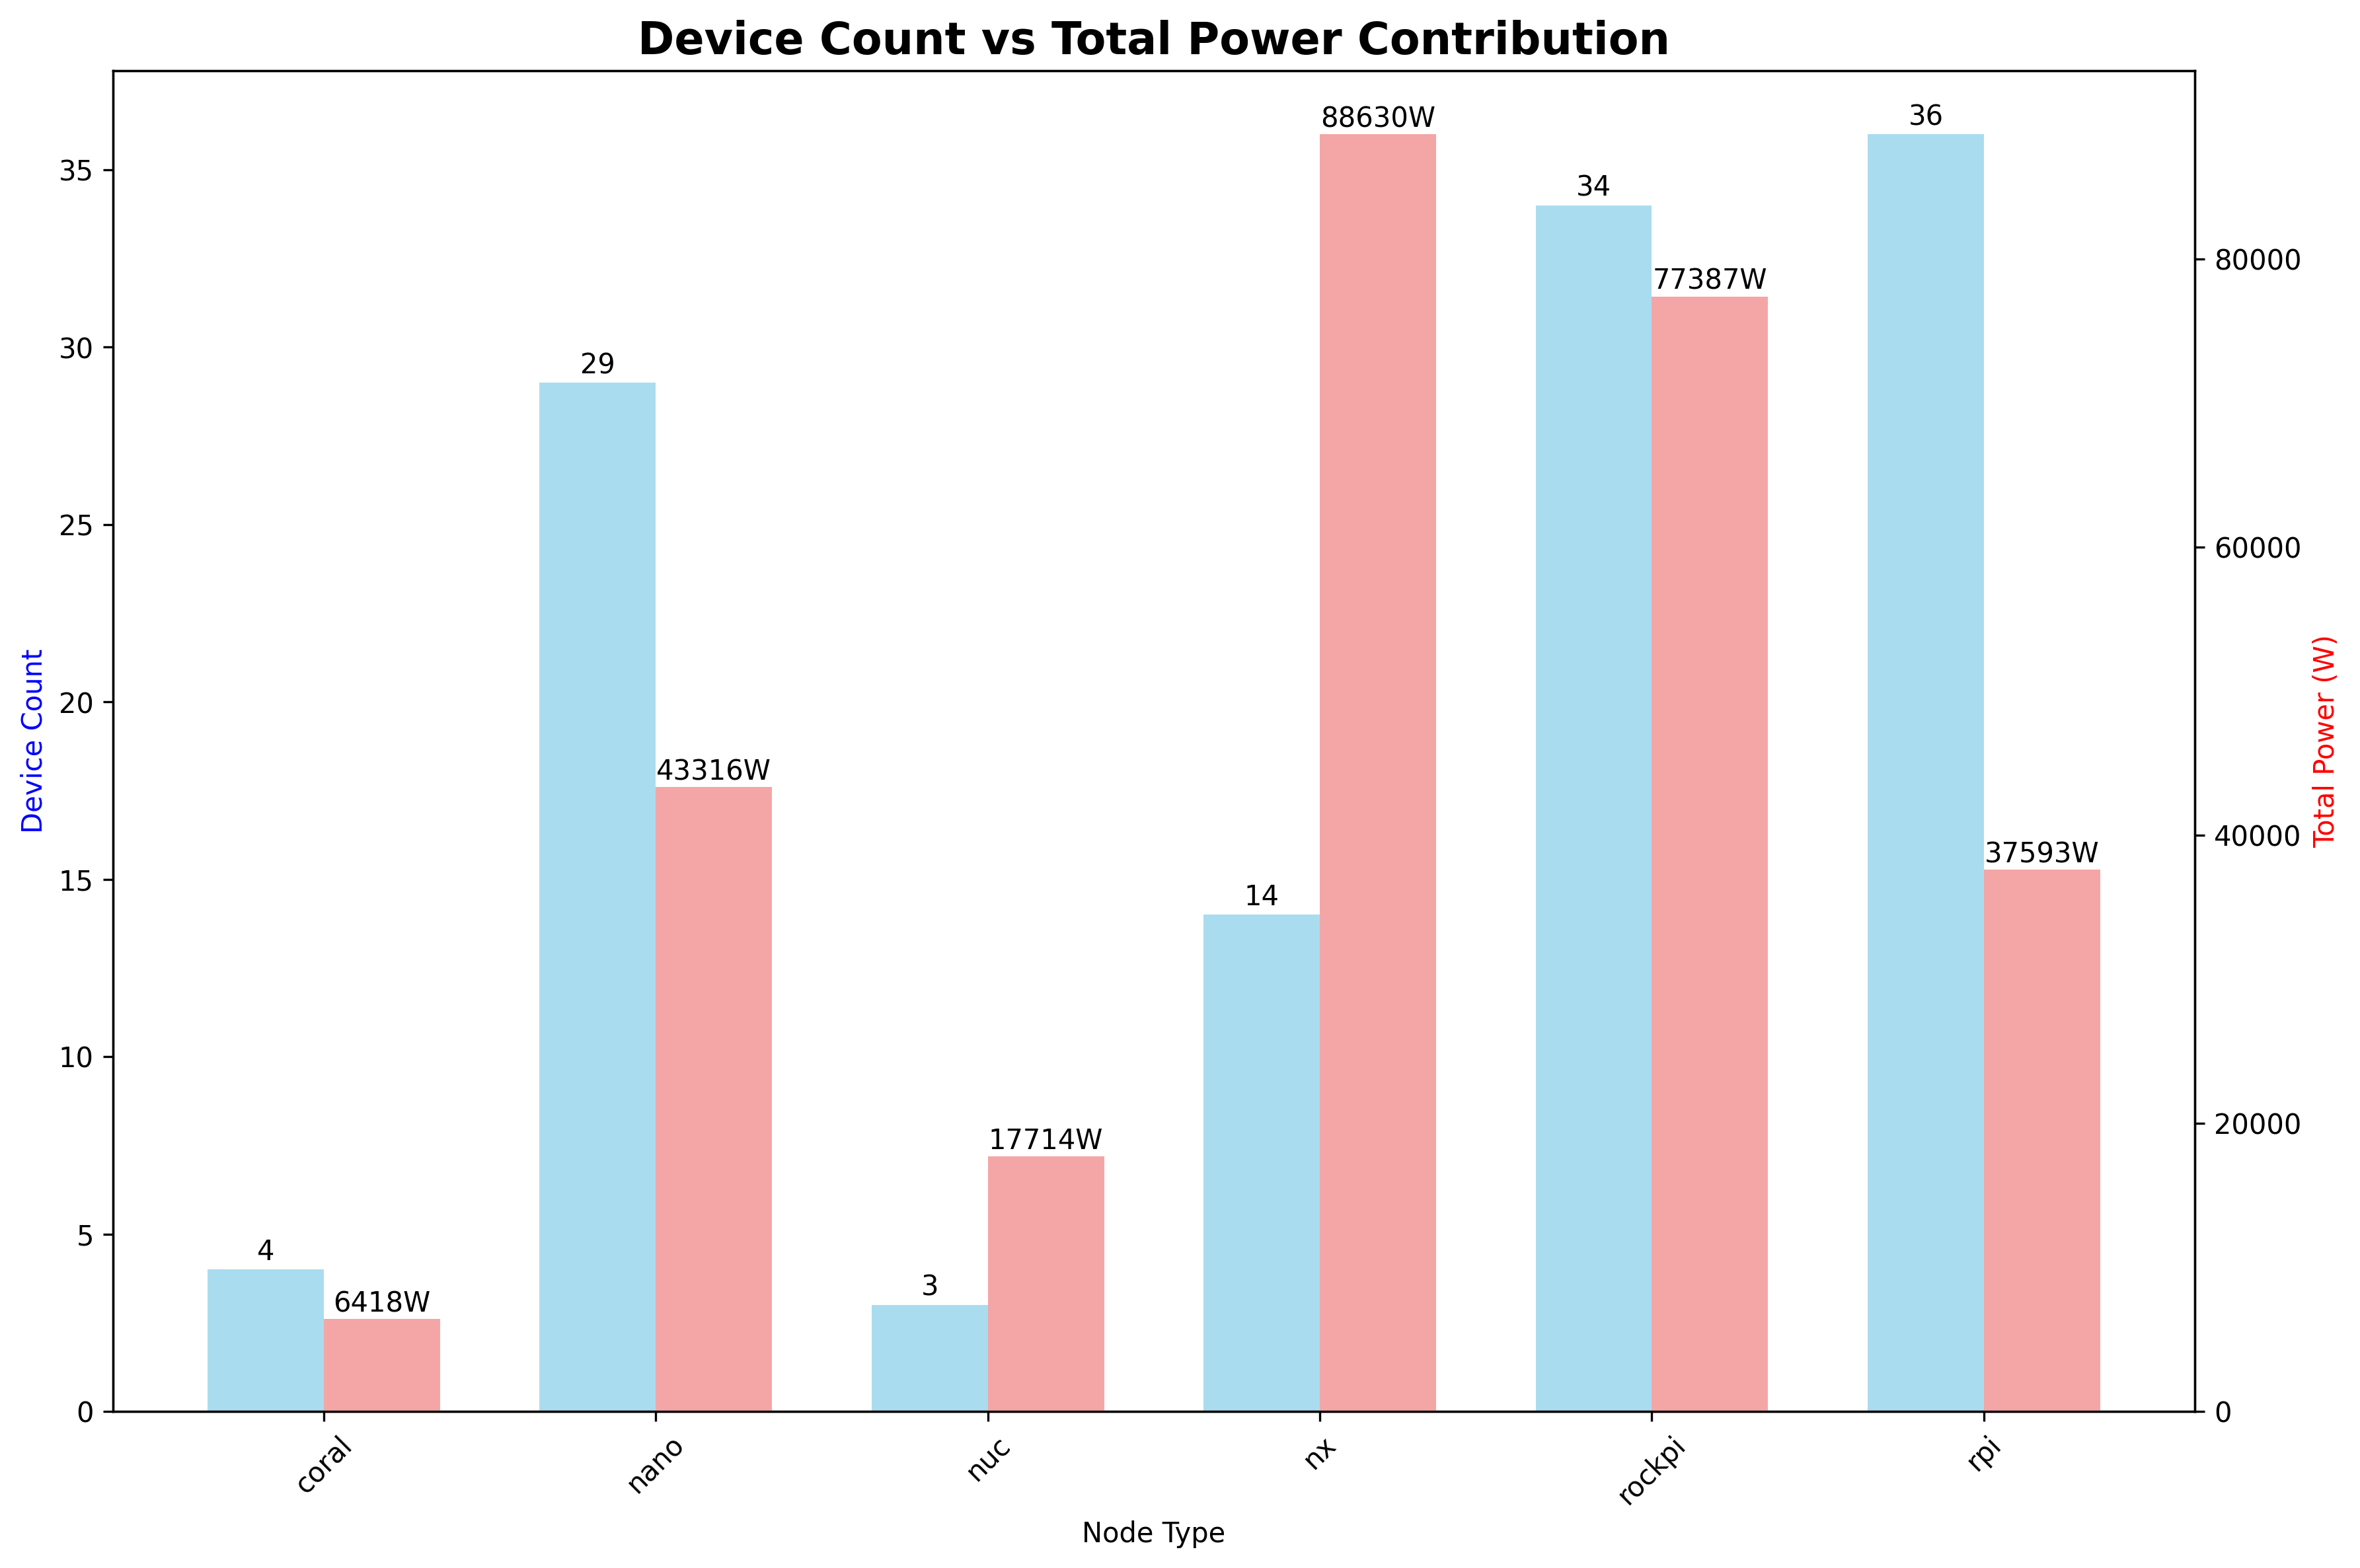 Device Count vs Total Power Contribution
Device Count
35
30
25
20
15
10
5
0
4
6418W
29
43316W
3
17714W
14
88630W
34
77387W
36
37593W
80000
60000
40000
20000
0
Total Power (W)
coral
nano
nuc
nx
rockpi
rpi
Node Type